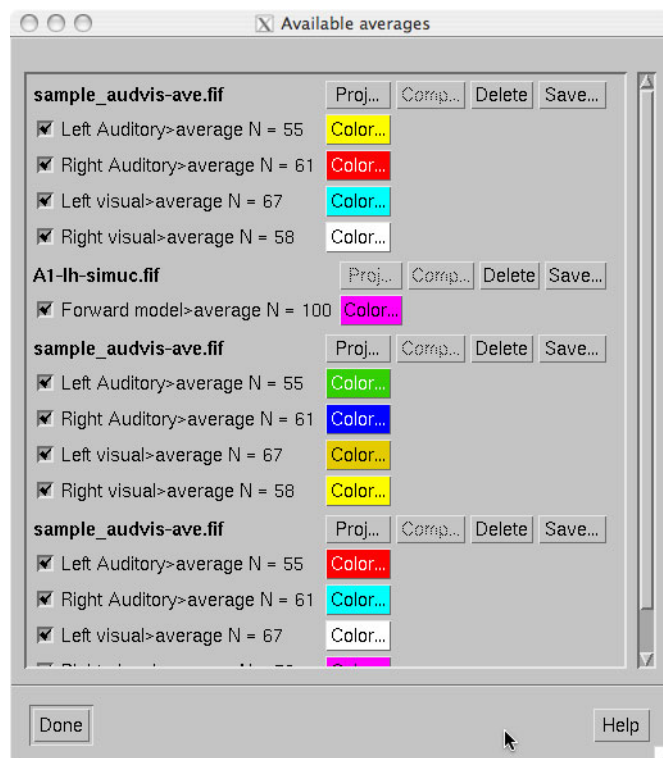 Available averages
sample_audvis-ave.fif Proj... Comp... Delete Save...
Left Auditory>average N = 55 Color...
Right Auditory>average N = 61 Color...
Left visual>average N = 67 Color...
Right visual>average N = 58 Color...
A1-lh-simuc.fif Proj... Comp... Delete Save...
Forward model>average N = 100 Color...
sample_audvis-ave.fif Proj... Comp... Delete Save...
Left Auditory>average N = 55 Color...
Right Auditory>average N = 61 Color...
Left visual>average N = 67 Color...
Right visual>average N = 58 Color...
sample_audvis-ave.fif Proj... Comp... Delete Save...
Left Auditory>average N = 55 Color...
Right Auditory>average N = 61 Color...
Left visual>average N = 67 Color...
Done Help